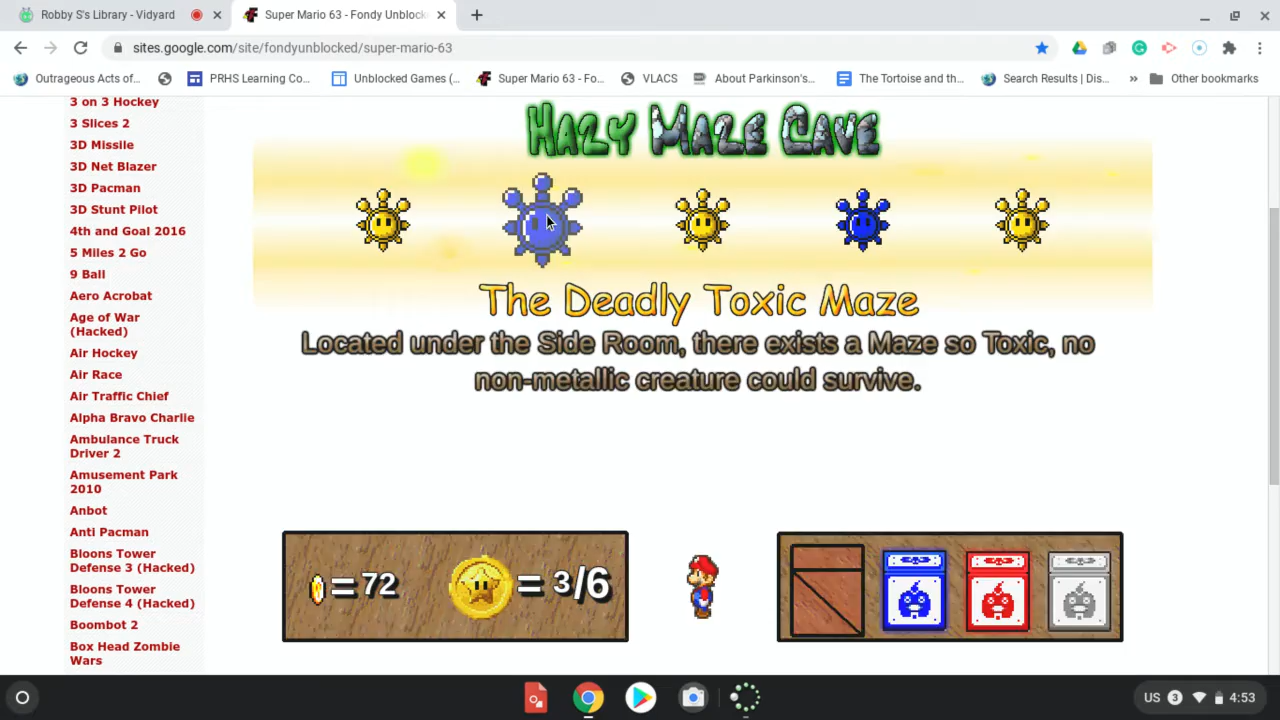 Robby S's Library - Vidyard
Super Mario 63 - Fondy Unblock
sites.google.com/site/fondyunblocked/super-mario-63
Outrageous Acts of...
PRHS Learning Co...
Unblocked Games (...
Super Mario 63 - Fo...
VLACS
About Parkinson's...
The Tortoise and th...
Search Results | Dis...
»
Other bookmarks
3 on 3 Hockey
3 Slices 2
3D Missile
3D Net Blazer
3D Pacman
3D Stunt Pilot
4th and Goal 2016
5 Miles 2 Go
9 Ball
Aero Acrobat
Age of War
(Hacked)
Air Hockey
Air Race
Air Traffic Chief
Alpha Bravo Charlie
Ambulance Truck
Driver 2
Amusement Park
2010
Anbot
Anti Pacman
Bloons Tower
Defense 3 (Hacked)
Bloons Tower
Defense 4 (Hacked)
Boombot 2
Box Head Zombie
Wars
Hazy Maze Cave
The Deadly Toxic Maze
Located under the Side Room, there exists a Maze so Toxic, no
non-metallic creature could survive.
=72
= 3/6
US 3 4:53